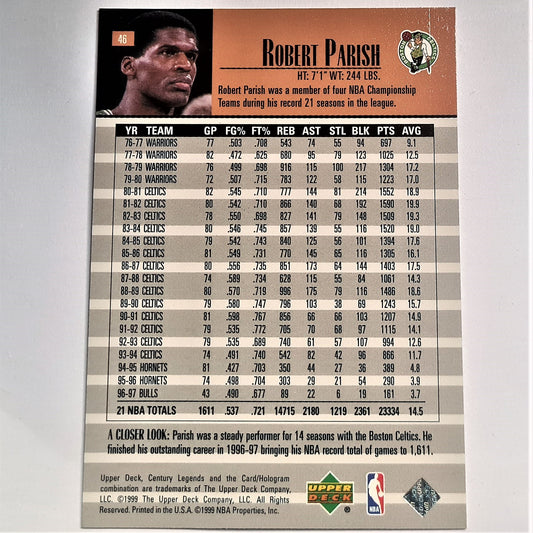 46
ROBERT PARISH
HT: 7'1" WT: 244 LBS.
Robert Parish was a member of four NBA Championship
Teams during his record 21 seasons in the league.
YR TEAM GP FG% FT% REB AST STL BLK PTS AVG
76-77 WARRIORS 77 .503 .708 543 74 55 94 697 9.1
77-78 WARRIORS 82 .472 .625 680 95 79 123 1025 12.5
78-79 WARRIORS 76 .499 .698 916 115 100 217 1304 17.2
79-80 WARRIORS 72 .507 .715 783 122 58 115 1223 17.0
80-81 CELTICS 82 .545 .710 777 144 81 214 1552 18.9
81-82 CELTICS 80 .542 .710 866 140 68 192 1590 19.9
82-83 CELTICS 78 .550 .698 827 141 79 148 1509 19.3
83-84 CELTICS 80 .546 .745 857 139 55 116 1520 19.0
84-85 CELTICS 79 .542 .743 840 125 56 101 1394 17.6
85-86 CELTICS 81 .549 .731 770 145 65 116 1305 16.1
86-87 CELTICS 80 .556 .735 851 173 64 144 1403 17.5
87-88 CELTICS 74 .589 .734 628 115 55 84 1061 14.3
88-89 CELTICS 80 .570 .719 996 175 79 116 1486 18.6
89-90 CELTICS 79 .580 .747 796 103 38 69 1243 15.7
90-91 CELTICS 81 .598 .767 856 66 66 103 1207 14.9
91-92 CELTICS 79 .535 .772 705 70 68 97 1115 14.1
92-93 CELTICS 79 .535 .689 740 61 57 107 994 12.6
93-94 CELTICS 74 .491 .740 542 82 42 96 866 11.7
94-95 HORNETS 81 .427 .703 350 44 27 36 389 4.8
95-96 HORNETS 74 .498 .704 303 29 21 54 290 3.9
96-97 BULLS 43 .490 .677 89 22 6 19 161 3.7
21 NBA TOTALS 1611 .537 .721 14715 2180 1219 2361 23334 14.5
A CLOSER LOOK: Parish was a steady performer for 14 seasons with the Boston Celtics. He
finished his outstanding career in 1996-97 bringing his NBA record total of games to 1,611.
Upper Deck, Century Legends and the Card/Hologram
combination are trademarks of The Upper Deck Company,
LLC. ©1999 The Upper Deck Company, LLC. All Rights
Reserved. Printed in the U.S.A. ©1999 NBA Properties, Inc.
UPPER
DECK
®
NBA